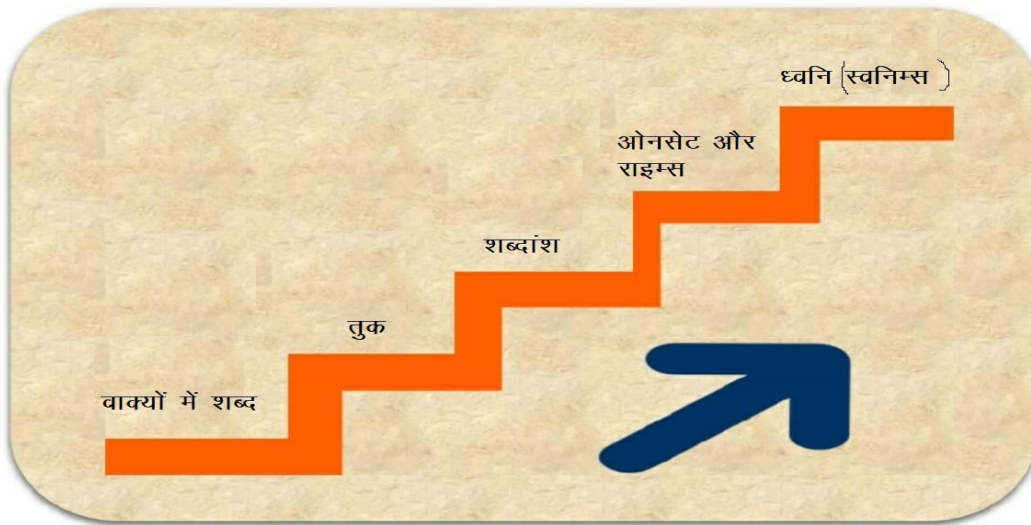 ध्वनि (स्वनिम्स )
ओनसेट और
राइम्स
शब्दांश
तुक
वाक्यों में शब्द